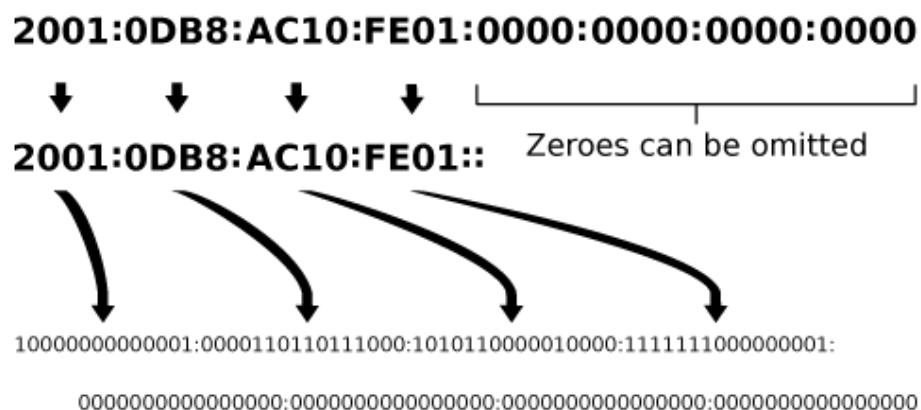 2001:0DB8:AC10:FE01:0000:0000:0000:0000
2001:0DB8:AC10:FE01::
Zeroes can be omitted
10000000000001:0000110110111000:1010110000010000:1111111000000001:
0000000000000000:0000000000000000:0000000000000000:0000000000000000